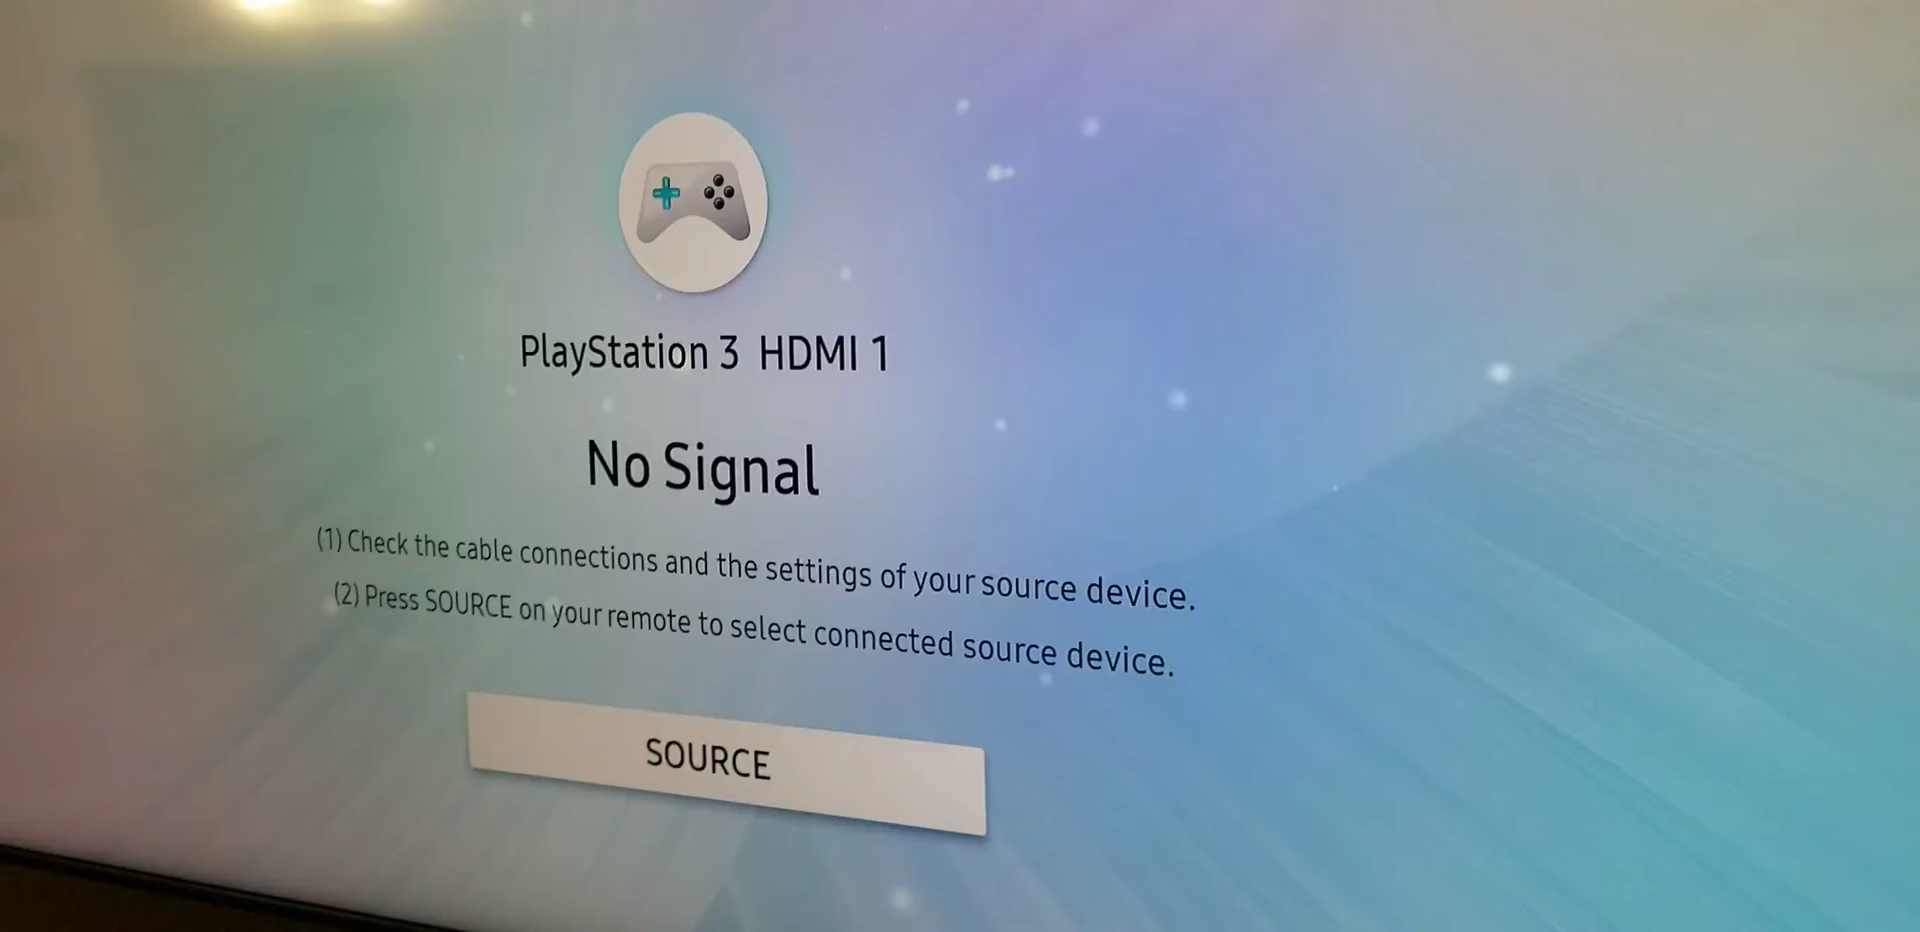 PlayStation 3 HDMI 1
No Signal
(1) Check the cable connections and the settings of your source device.
(2) Press SOURCE on your remote to select connected source device.
SOURCE